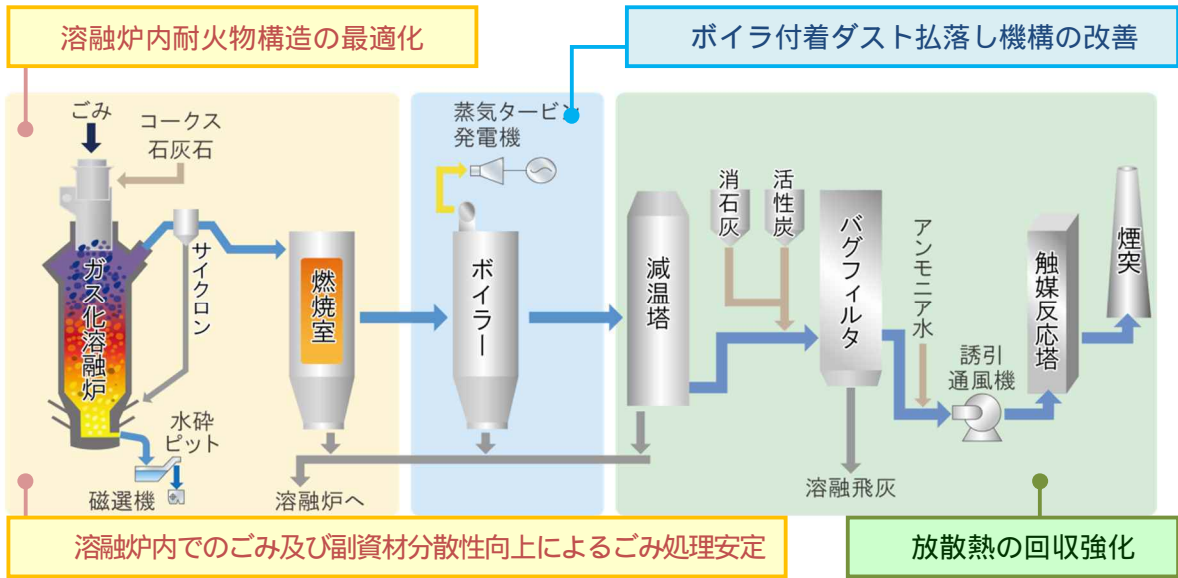 溶融炉内耐火物構造の最適化
ボイラ付着ダスト払落し機構の改善
ごみ
コークス
石灰石
ガス化溶融炉
サイクロン
水砕
ピット
磁選機
燃焼室
溶融炉へ
蒸気タービン
発電機
ボイラー
減温塔
消石灰
活性炭
バグフィルタ
溶融飛灰
アンモニア水
誘引
通風機
触媒反応塔
煙突
溶融炉内でのごみ及び副資材分散性向上によるごみ処理安定
放散熱の回収強化